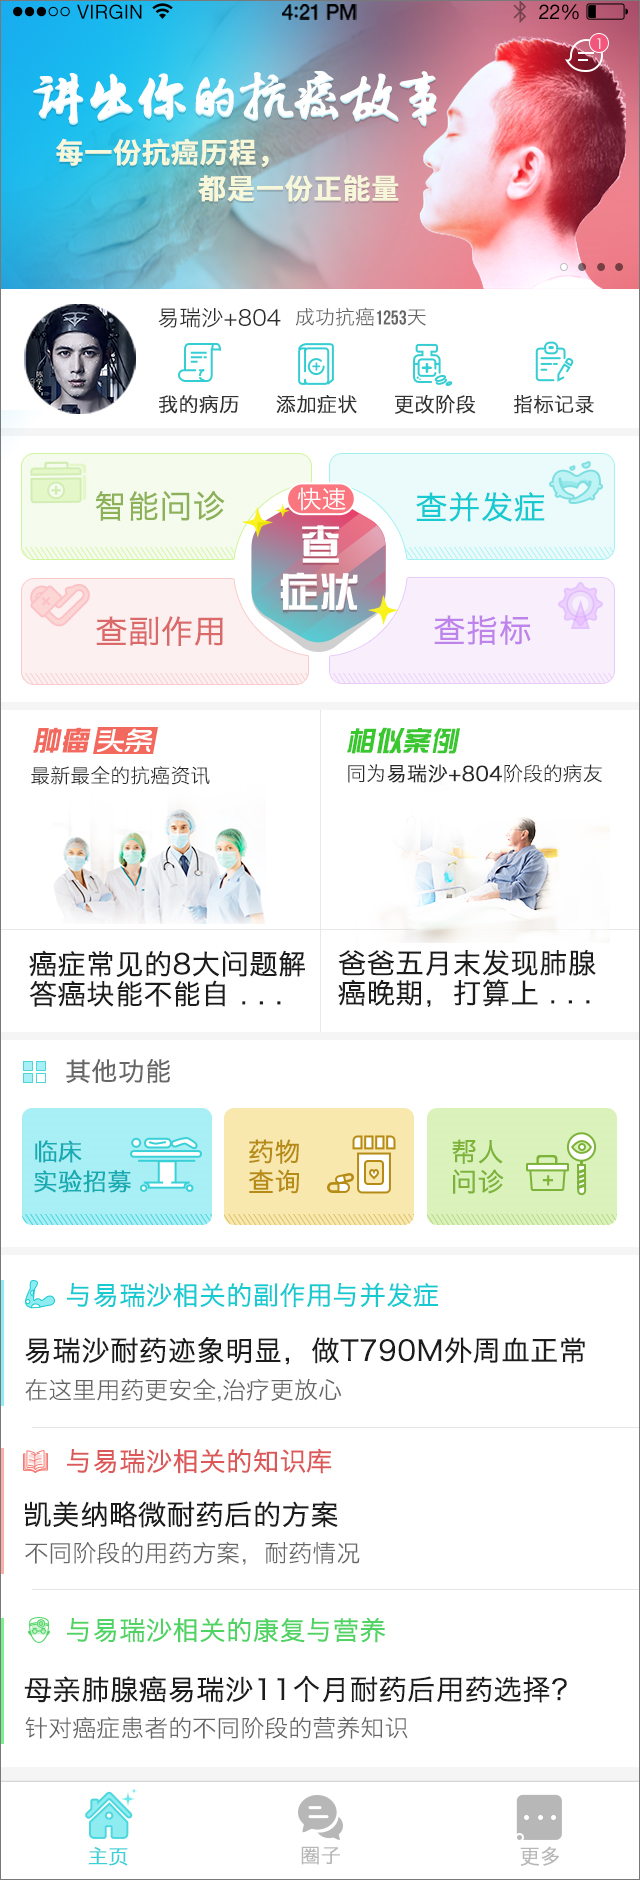 VIRGIN 4:21 PM 22%
1
讲出你的抗癌故事
每一份抗癌历程，
都是一份正能量
易瑞沙+804 成功抗癌1253天
我的病历 添加症状 更改阶段 指标记录
智能问诊
查并发症
快速
查
症状
查副作用
查指标
肿瘤头条
最新最全的抗癌资讯
相似案例
同为易瑞沙+804阶段的病友
癌症常见的8大问题解
答癌块能不能自 . . .
爸爸五月末发现肺腺
癌晚期，打算上 . . .
其他功能
临床
实验招募
药物
查询
帮人
问诊
与易瑞沙相关的副作用与并发症
易瑞沙耐药迹象明显，做T790M外周血正常
在这里用药更安全,治疗更放心
与易瑞沙相关的知识库
凯美纳略微耐药后的方案
不同阶段的用药方案，耐药情况
与易瑞沙相关的康复与营养
母亲肺腺癌易瑞沙11个月耐药后用药选择?
针对癌症患者的不同阶段的营养知识
主页 圈子 更多